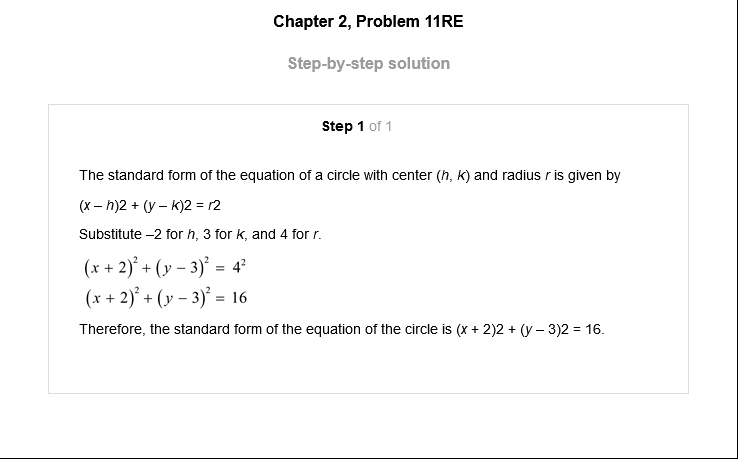 Chapter 2, Problem 11RE
Step-by-step solution
Step 1 of 1
The standard form of the equation of a circle with center (h, k) and radius r is given by
(x – h)2 + (y – k)2 = r2
Substitute –2 for h, 3 for k, and 4 for r.
(x + 2)² + (y − 3)² = 4²
(x + 2)² + (y − 3)² = 16
Therefore, the standard form of the equation of the circle is (x + 2)2 + (y – 3)2 = 16.